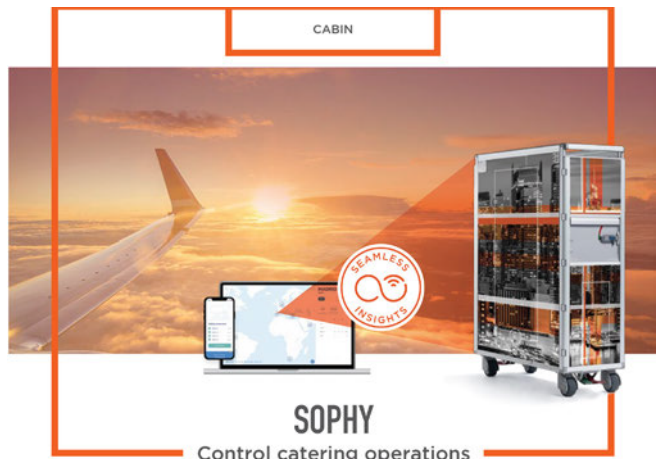 CABIN
SEAMLESS
INSIGHTS
SOPHY
Control catering operations